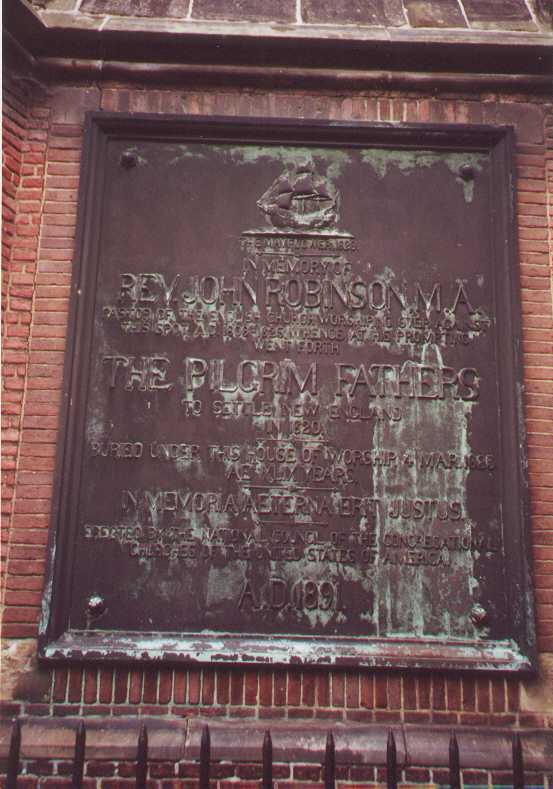 THE MAYFLOWER 1620
IN MEMORY OF
REV. JOHN ROBINSON, M. A.
PASTOR OF THE ENGLISH CHURCH WORSHIPPING OVER AGAINST
THIS SPOT A.D. 1609-1625, WHENCE AT HIS PROMPTING
WENT FORTH
THE PILGRIM FATHERS
TO SETTLE NEW ENGLAND
IN 1620.
BURIED UNDER THIS HOUSE OF WORSHIP, 4 MAR. 1625
AE. XLIX YEARS.
IN MEMORIA AETERNA ERIT JUSTUS.
ERECTED BY THE NATIONAL COUNCIL OF THE CONGREGATIONAL
CHURCHES OF THE UNITED STATES OF AMERICA,
A.D. 1891.